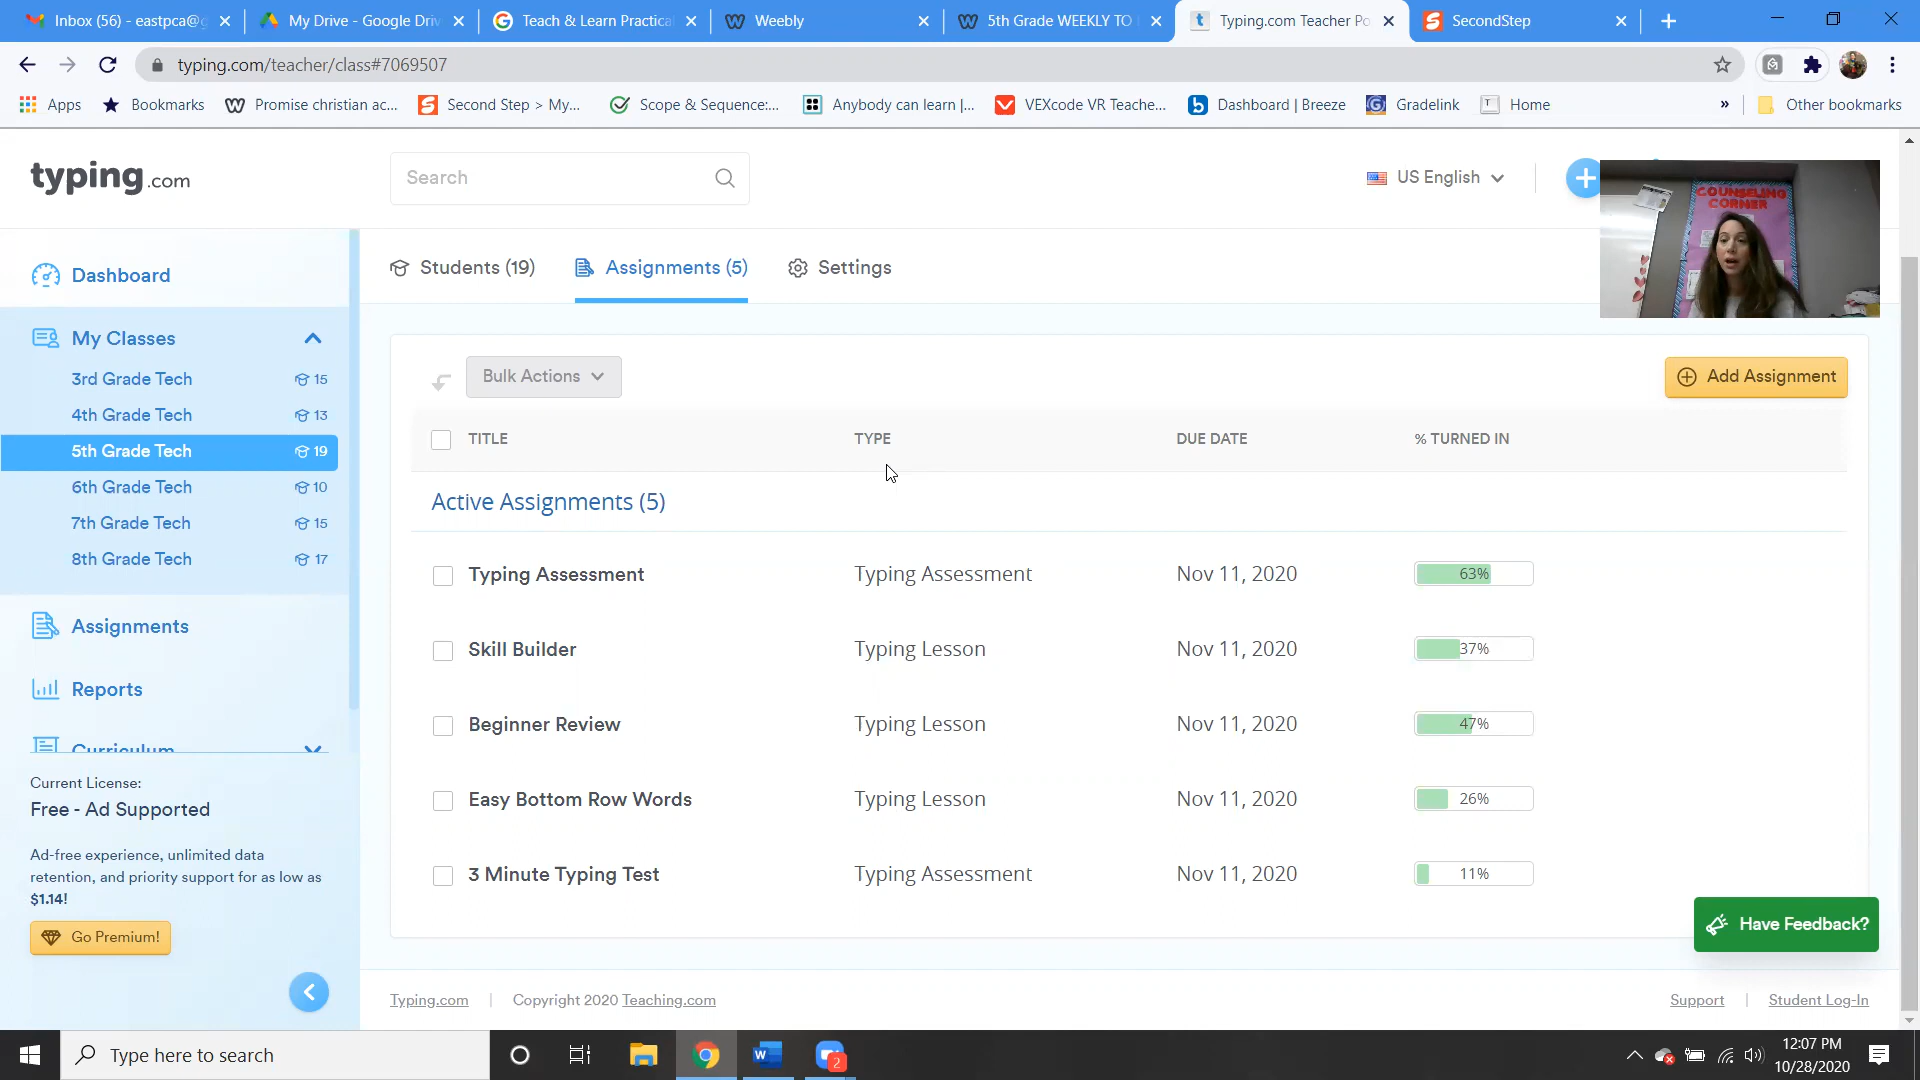 Inbox (56) - eastpca@g
My Drive - Google Driv
Teach & Learn Practica
Weebly
5th Grade WEEKLY TO
Typing.com Teacher Po
SecondStep
typing.com/teacher/class#7069507
Apps
Bookmarks
Promise christian ac...
Second Step > My...
Scope & Sequence:...
Anybody can learn |...
VEXcode VR Teache...
Dashboard | Breeze
Gradelink
Home
»
Other bookmarks
typing.com
Search
US English
COUNSELING
CORNER
Dashboard
My Classes
3rd Grade Tech 15
4th Grade Tech 13
5th Grade Tech 19
6th Grade Tech 10
7th Grade Tech 15
8th Grade Tech 17
Assignments
Reports
Curriculum
Current License:
Free - Ad Supported
Ad-free experience, unlimited data
retention, and priority support for as low as
$1.14!
Go Premium!
Students (19)
Assignments (5)
Settings
Bulk Actions
Add Assignment
TITLE TYPE DUE DATE % TURNED IN
Active Assignments (5)
Typing Assessment Typing Assessment Nov 11, 2020 63%
Skill Builder Typing Lesson Nov 11, 2020 37%
Beginner Review Typing Lesson Nov 11, 2020 47%
Easy Bottom Row Words Typing Lesson Nov 11, 2020 26%
3 Minute Typing Test Typing Assessment Nov 11, 2020 11%
Have Feedback?
Typing.com | Copyright 2020 Teaching.com
Support | Student Log-In
Type here to search
2
12:07 PM
10/28/2020